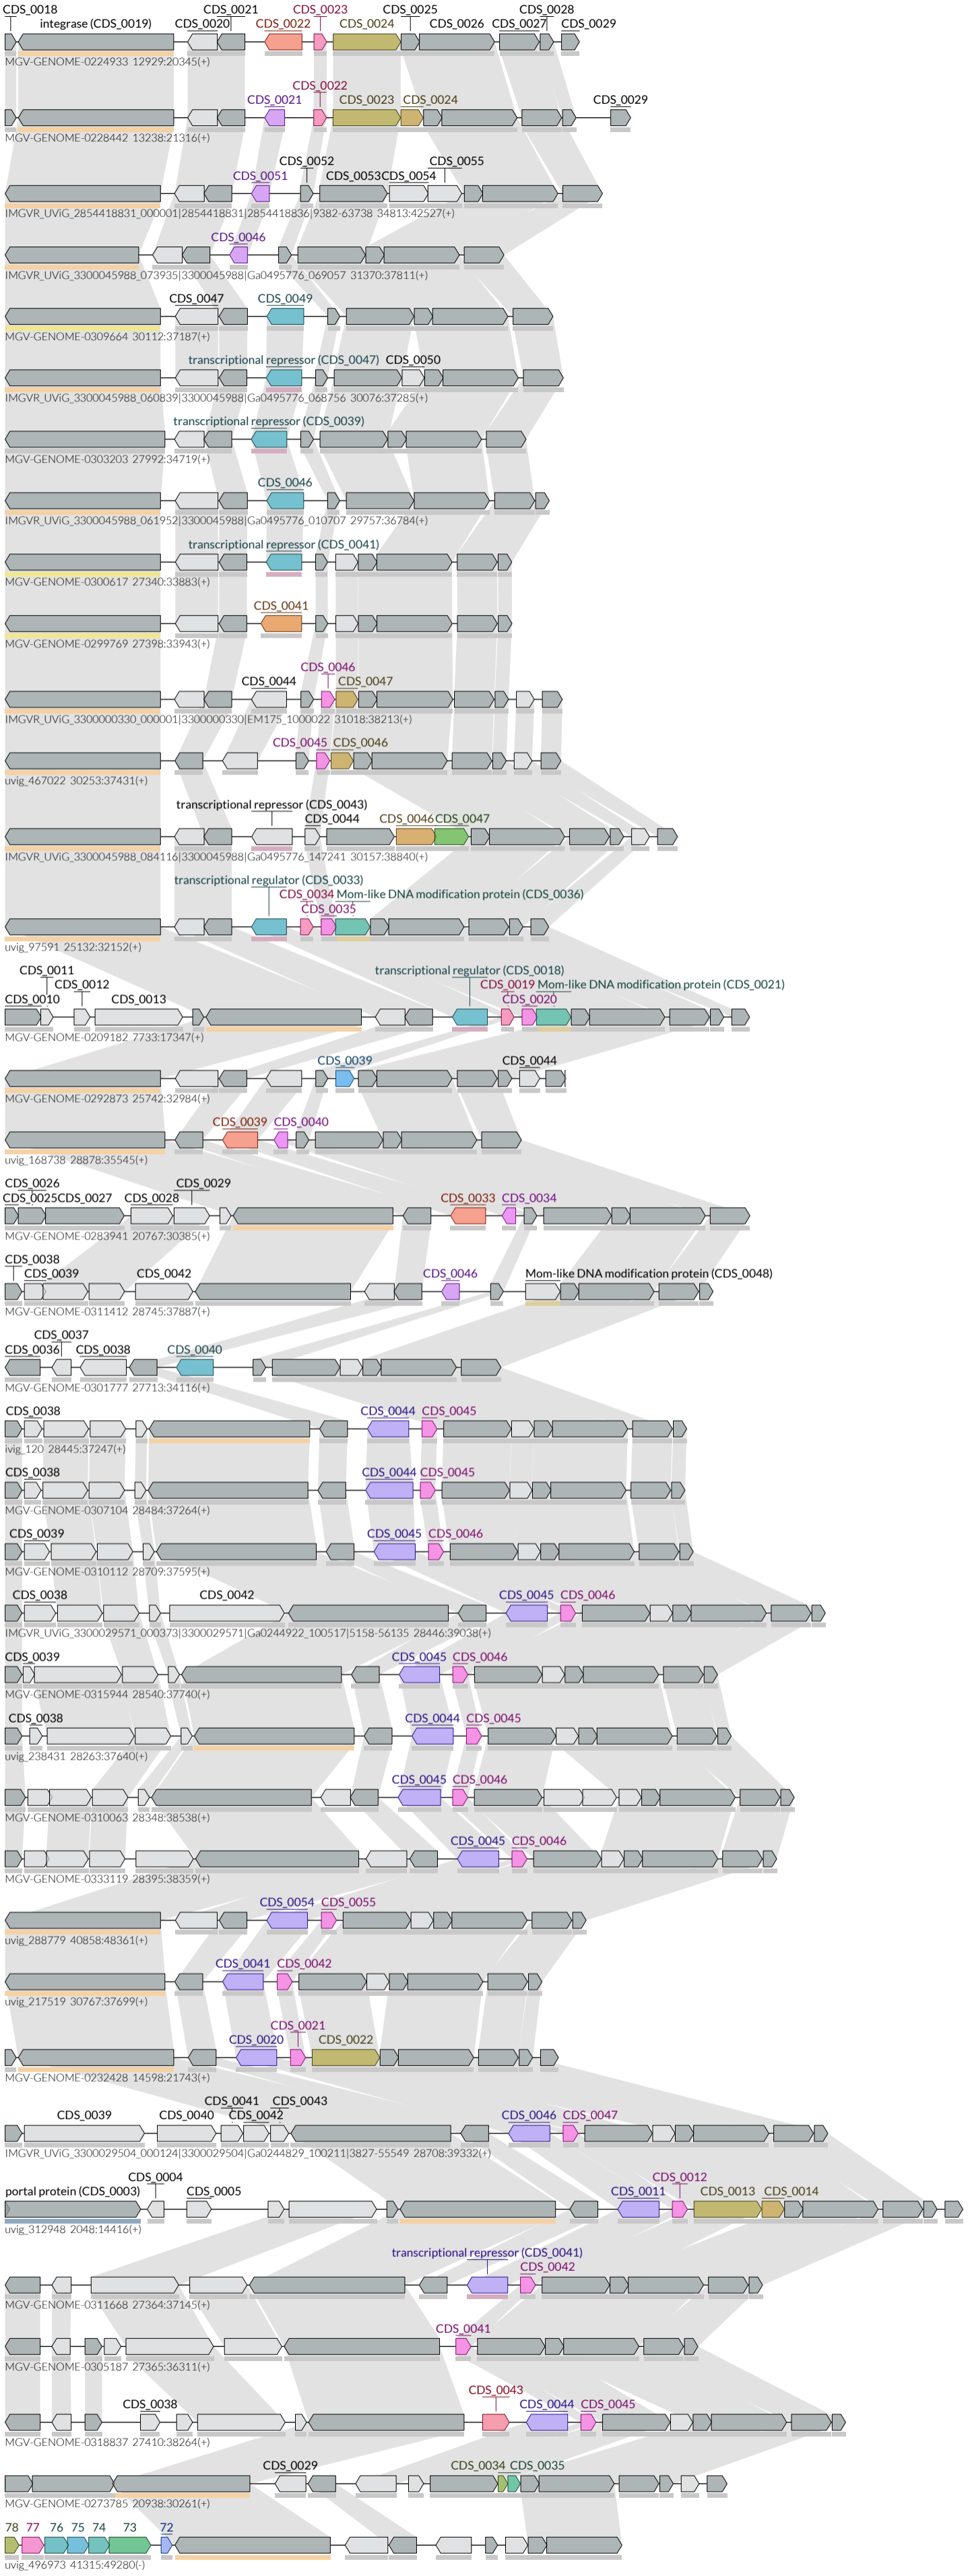 CDS_0018 integrase (CDS_0019) CDS_0020 CDS_0021 CDS_0022 CDS_0023 CDS_0024 CDS_0025 CDS_0026 CDS_0027 CDS_0028 CDS_0029
MGV-GENOME-0224933 12929:20345(+)
CDS_0021 CDS_0022 CDS_0023 CDS_0024 CDS_0029
MGV-GENOME-0228442 13238:21316(+)
CDS_0051 CDS_0052 CDS_0053 CDS_0054 CDS_0055
IMGVR_UViG_2854418831_000001|2854418831|2854418836|9382-63738 34813:42527(+)
CDS_0046
IMGVR_UViG_3300045988_073935|3300045988|Ga0495776_069057 31370:37811(+)
CDS_0047 CDS_0049
MGV-GENOME-0309664 30112:37187(+)
transcriptional repressor (CDS_0047) CDS_0050
IMGVR_UViG_3300045988_060839|3300045988|Ga0495776_068756 30076:37285(+)
transcriptional repressor (CDS_0039)
MGV-GENOME-0303203 27992:34719(+)
CDS_0046
IMGVR_UViG_3300045988_061952|3300045988|Ga0495776_010707 29757:36784(+)
transcriptional repressor (CDS_0041)
MGV-GENOME-0300617 27340:33883(+)
CDS_0041
MGV-GENOME-0299769 27398:33943(+)
CDS_0044 CDS_0046 CDS_0047
IMGVR_UViG_3300000330_000001|3300000330|EM175_1000022 31018:38213(+)
CDS_0045 CDS_0046
uvig_467022 30253:37431(+)
transcriptional repressor (CDS_0043) CDS_0044 CDS_0046 CDS_0047
IMGVR_UViG_3300045988_084116|3300045988|Ga0495776_147241 30157:38840(+)
transcriptional regulator (CDS_0033) CDS_0034 CDS_0035 Mom-like DNA modification protein (CDS_0036)
uvig_97591 25132:32152(+)
CDS_0010 CDS_0011 CDS_0012 CDS_0013 transcriptional regulator (CDS_0018) CDS_0019 CDS_0020 Mom-like DNA modification protein (CDS_0021)
MGV-GENOME-0209182 7733:17347(+)
CDS_0039 CDS_0044
MGV-GENOME-0292873 25742:32984(+)
CDS_0039 CDS_0040
uvig_168738 28878:35545(+)
CDS_0025 CDS_0026 CDS_0027 CDS_0028 CDS_0029 CDS_0033 CDS_0034
MGV-GENOME-0283941 20767:30385(+)
CDS_0038 CDS_0039 CDS_0042 CDS_0046 Mom-like DNA modification protein (CDS_0048)
MGV-GENOME-0311412 28745:37887(+)
CDS_0036 CDS_0037 CDS_0038 CDS_0040
MGV-GENOME-0301777 27713:34116(+)
CDS_0038 CDS_0044 CDS_0045
ivig_120 28445:37247(+)
CDS_0038 CDS_0044 CDS_0045
MGV-GENOME-0307104 28484:37264(+)
CDS_0039 CDS_0045 CDS_0046
MGV-GENOME-0310112 28709:37595(+)
CDS_0038 CDS_0042 CDS_0045 CDS_0046
IMGVR_UViG_3300029571_000373|3300029571|Ga0244922_100517|5158-56135 28446:39038(+)
CDS_0039 CDS_0045 CDS_0046
MGV-GENOME-0315944 28540:37740(+)
CDS_0038 CDS_0044 CDS_0045
uvig_238431 28263:37640(+)
CDS_0045 CDS_0046
MGV-GENOME-0310063 28348:38538(+)
CDS_0045 CDS_0046
MGV-GENOME-0333119 28395:38359(+)
CDS_0054 CDS_0055
uvig_288779 40858:48361(+)
CDS_0041 CDS_0042
uvig_217519 30767:37699(+)
CDS_0020 CDS_0021 CDS_0022
MGV-GENOME-0232428 14598:21743(+)
CDS_0039 CDS_0040 CDS_0041 CDS_0042 CDS_0043 CDS_0046 CDS_0047
IMGVR_UViG_3300029504_000124|3300029504|Ga0244829_100211|3827-55549 28708:39332(+)
portal protein (CDS_0003) CDS_0004 CDS_0005 CDS_0011 CDS_0012 CDS_0013 CDS_0014
uvig_312948 2048:14416(+)
transcriptional repressor (CDS_0041) CDS_0042
MGV-GENOME-0311668 27364:37145(+)
CDS_0041
MGV-GENOME-0305187 27365:36311(+)
CDS_0038 CDS_0043 CDS_0044 CDS_0045
MGV-GENOME-0318837 27410:38264(+)
CDS_0029 CDS_0034 CDS_0035
MGV-GENOME-0273785 20938:30261(+)
78 77 76 75 74 73 72
uvig_496973 41315:49280(-)